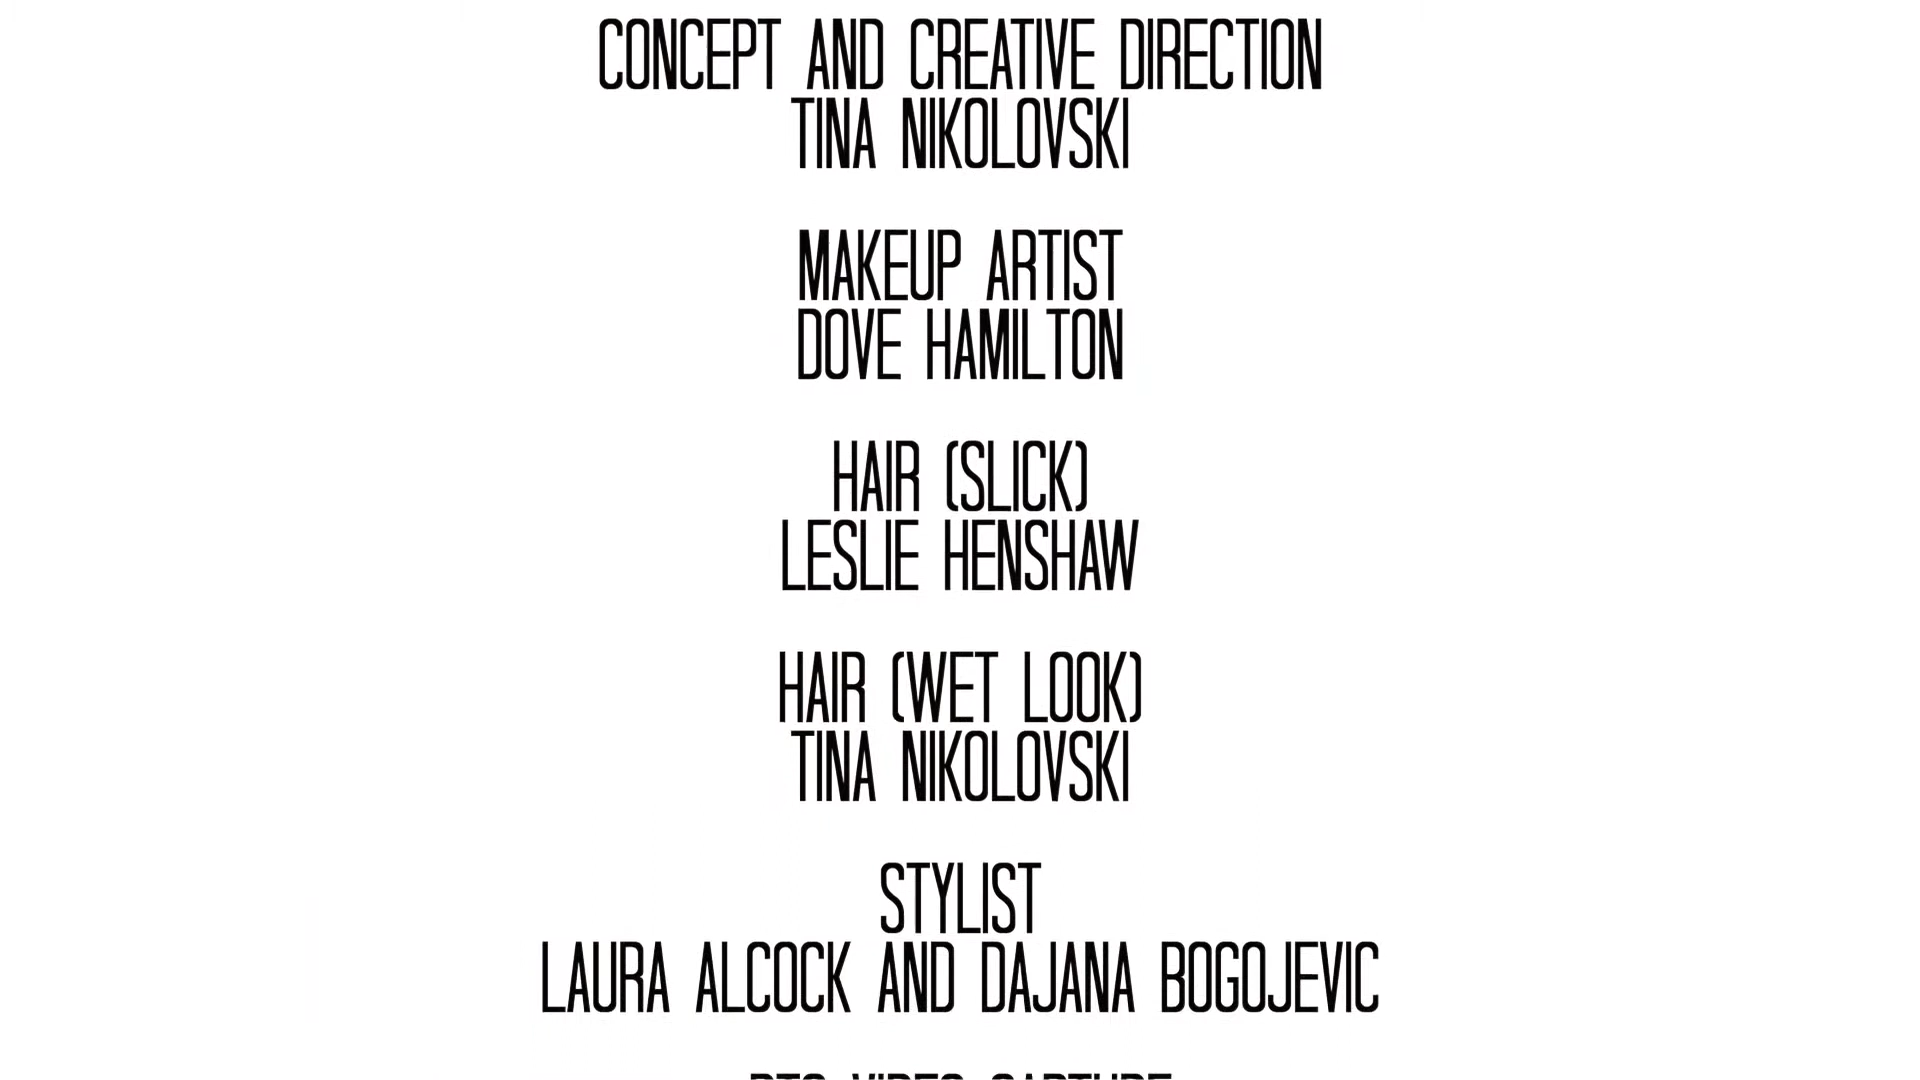 CONCEPT AND CREATIVE DIRECTION
TINA NIKOLOVSKI
MAKEUP ARTIST
DOVE HAMILTON
HAIR (SLICK)
LESLIE HENSHAW
HAIR (WET LOOK)
TINA NIKOLOVSKI
STYLIST
LAURA ALCOCK AND DAJANA BOGOJEVIC